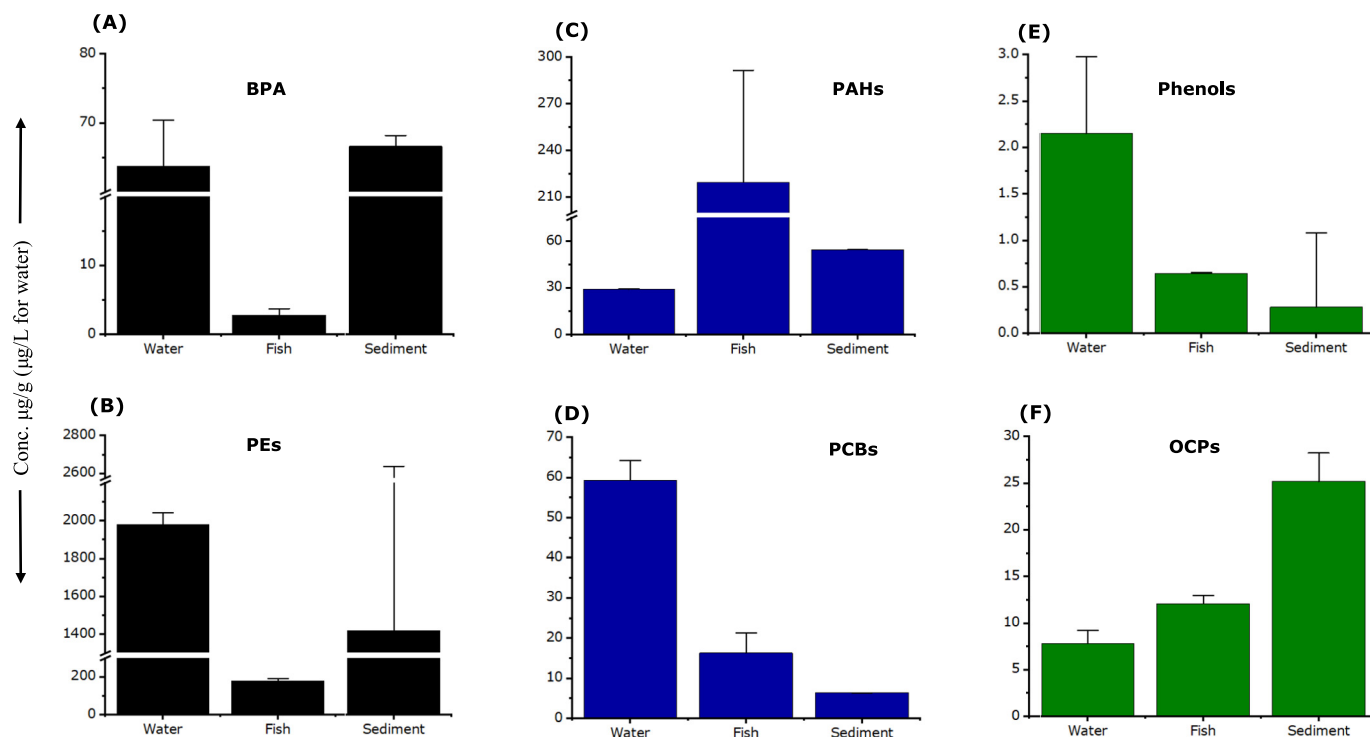 Conc. µg/g (µg/L for water)
(A)
BPA
80
70
10
0
Water Fish Sediment
(C)
PAHs
300
270
240
210
60
30
0
Water Fish Sediment
(E)
Phenols
3.0
2.5
2.0
1.5
1.0
0.5
0.0
Water Fish Sediment
(B)
PEs
2800
2600
2000
1800
1600
1400
200
0
Water Fish Sediment
(D)
PCBs
70
60
50
40
30
20
10
0
Water Fish Sediment
(F)
OCPs
30
25
20
15
10
5
0
Water Fish Sediment